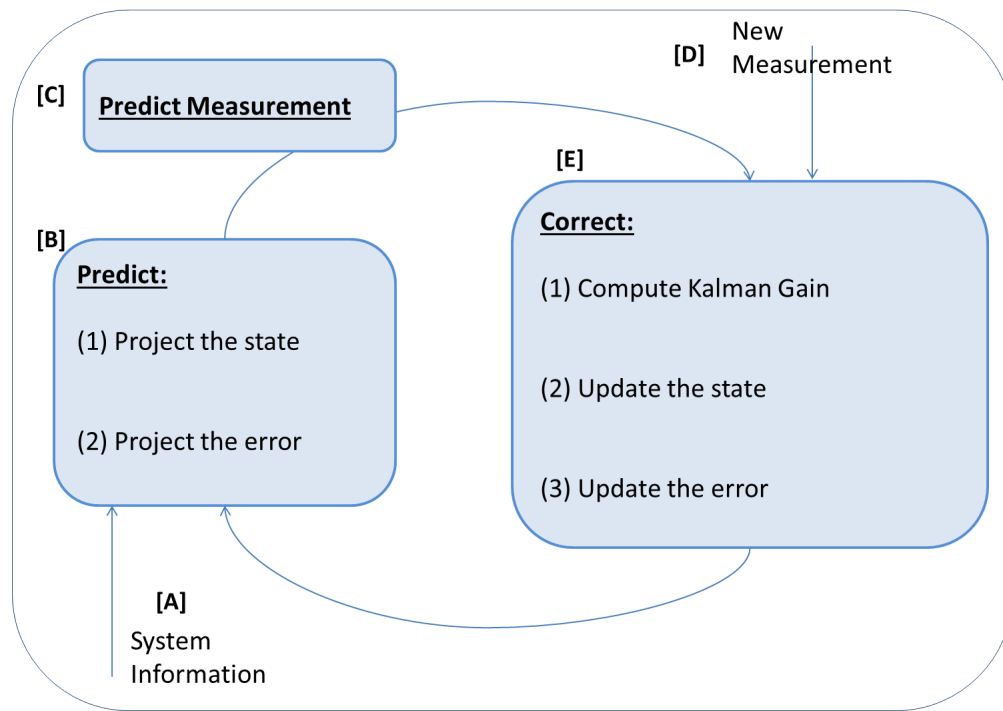 [D]
New
Measurement
[C]
Predict Measurement
[E]
Correct:
(1) Compute Kalman Gain
(2) Update the state
(3) Update the error
[B]
Predict:
(1) Project the state
(2) Project the error
[A]
System
Information